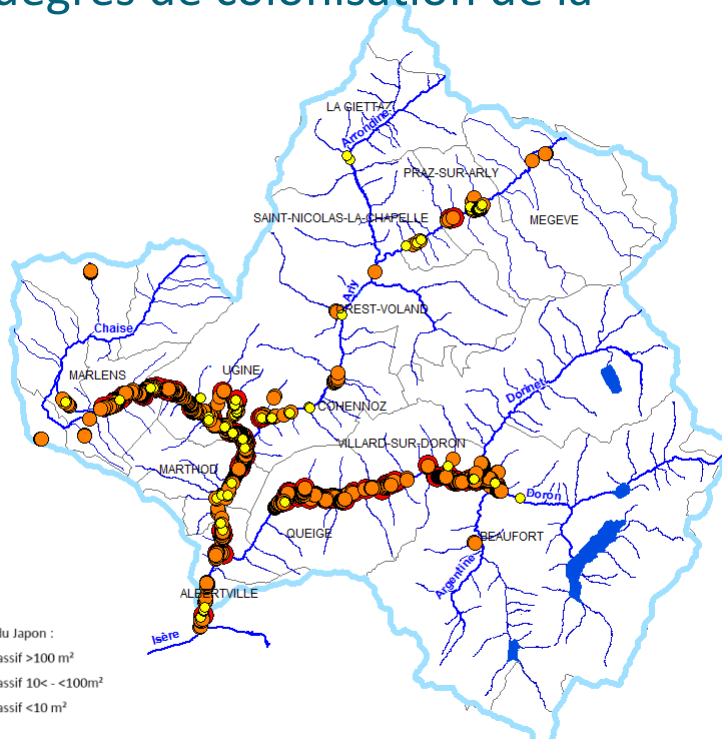 degrés de colonisation de la
LA GIETTAZ
Arrondine
PRAZ-SUR-ARLY
SAINT-NICOLAS-LA-CHAPELLE
MEGEVE
Arly
CREST-VOLAND
Chaise
MARLENS
UGINE
COHENNOZ
Dorinet
VILLARD-SUR-DORON
MARTHOD
Doron
QUEIGE
BEAUFORT
Argentine
ALBERTVILLE
Isère
du Japon :
assif >100 m²
assif 10< - <100m²
assif <10 m²